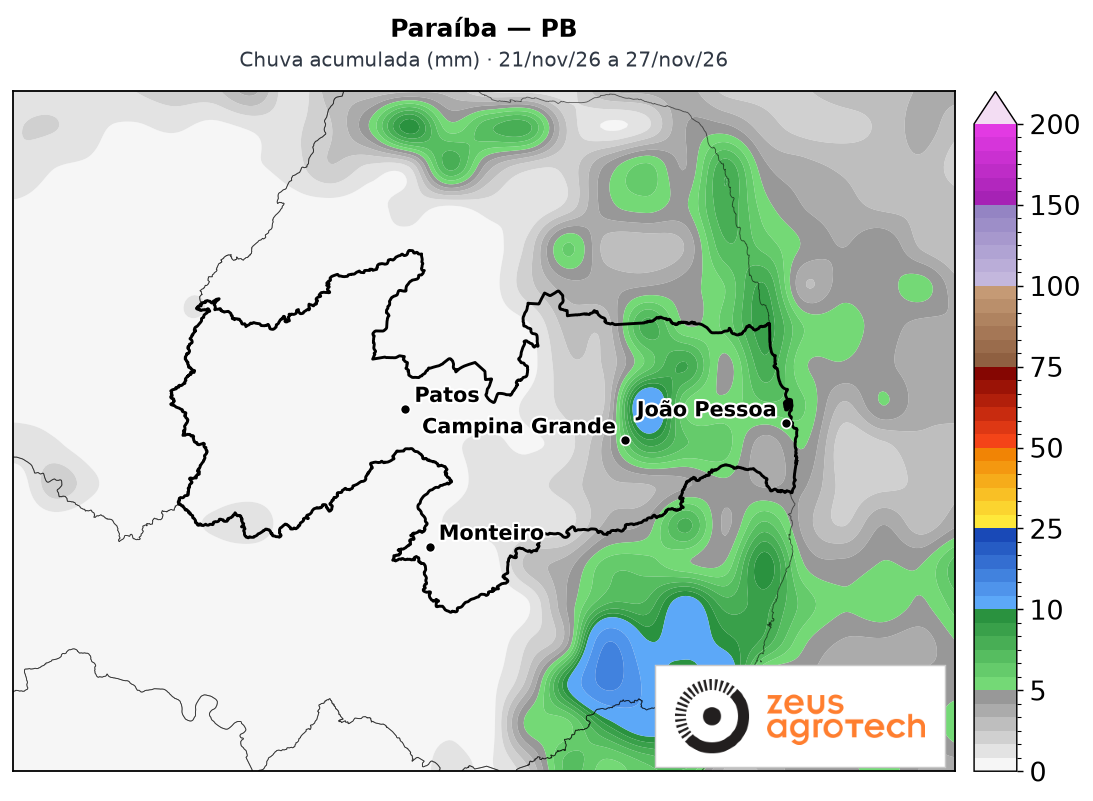 Paraíba — PB
Chuva acumulada (mm) · 21/nov/26 a 27/nov/26
200
150
100
75
50
25
10
5
0
Patos
João Pessoa
Campina Grande
Monteiro
zeus
agrotech